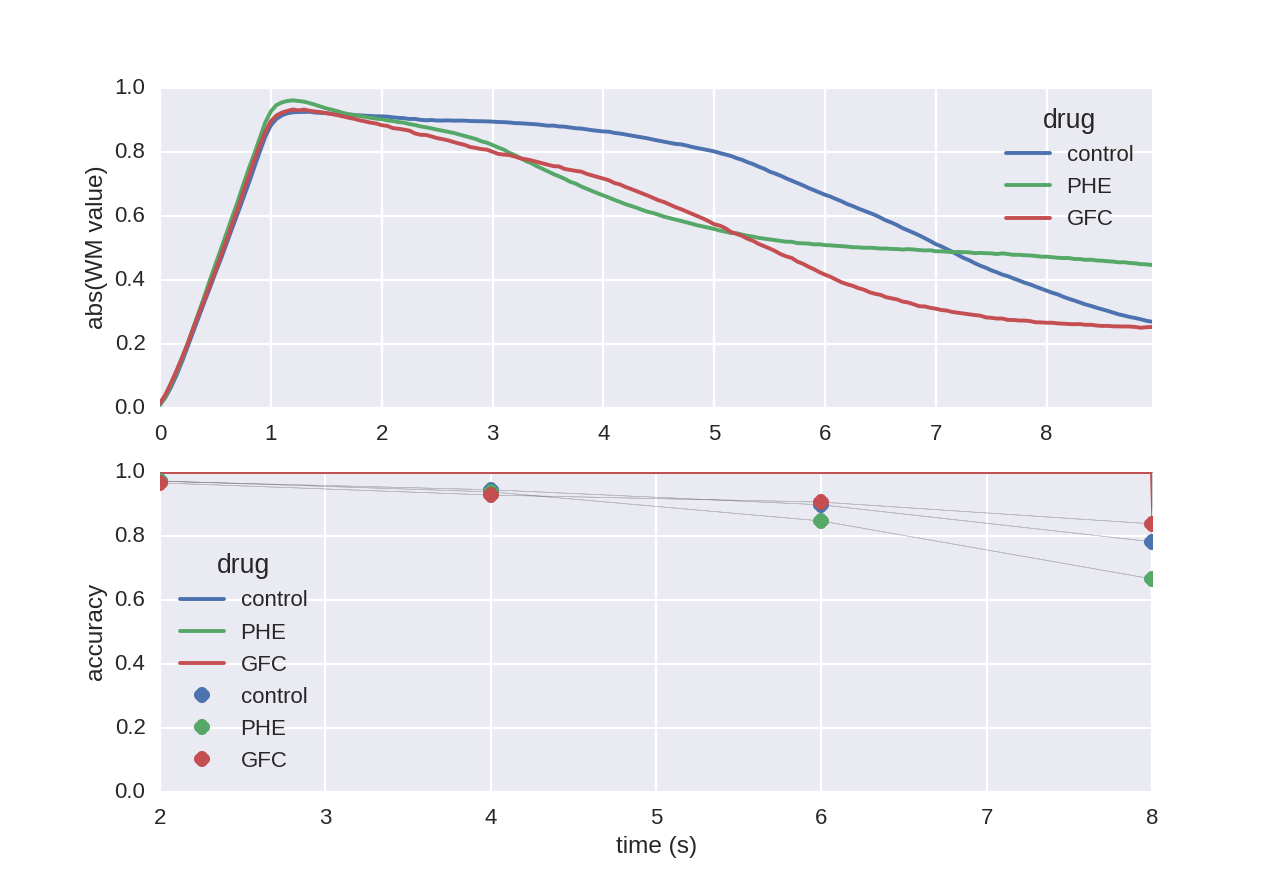 1.0
0.8
0.6
0.4
0.2
0.0
abs(WM value)
drug
control
PHE
GFC
0 1 2 3 4 5 6 7 8
1.0
0.8
0.6
0.4
0.2
0.0
accuracy
drug
control
PHE
GFC
control
PHE
GFC
2 3 4 5 6 7 8
time (s)